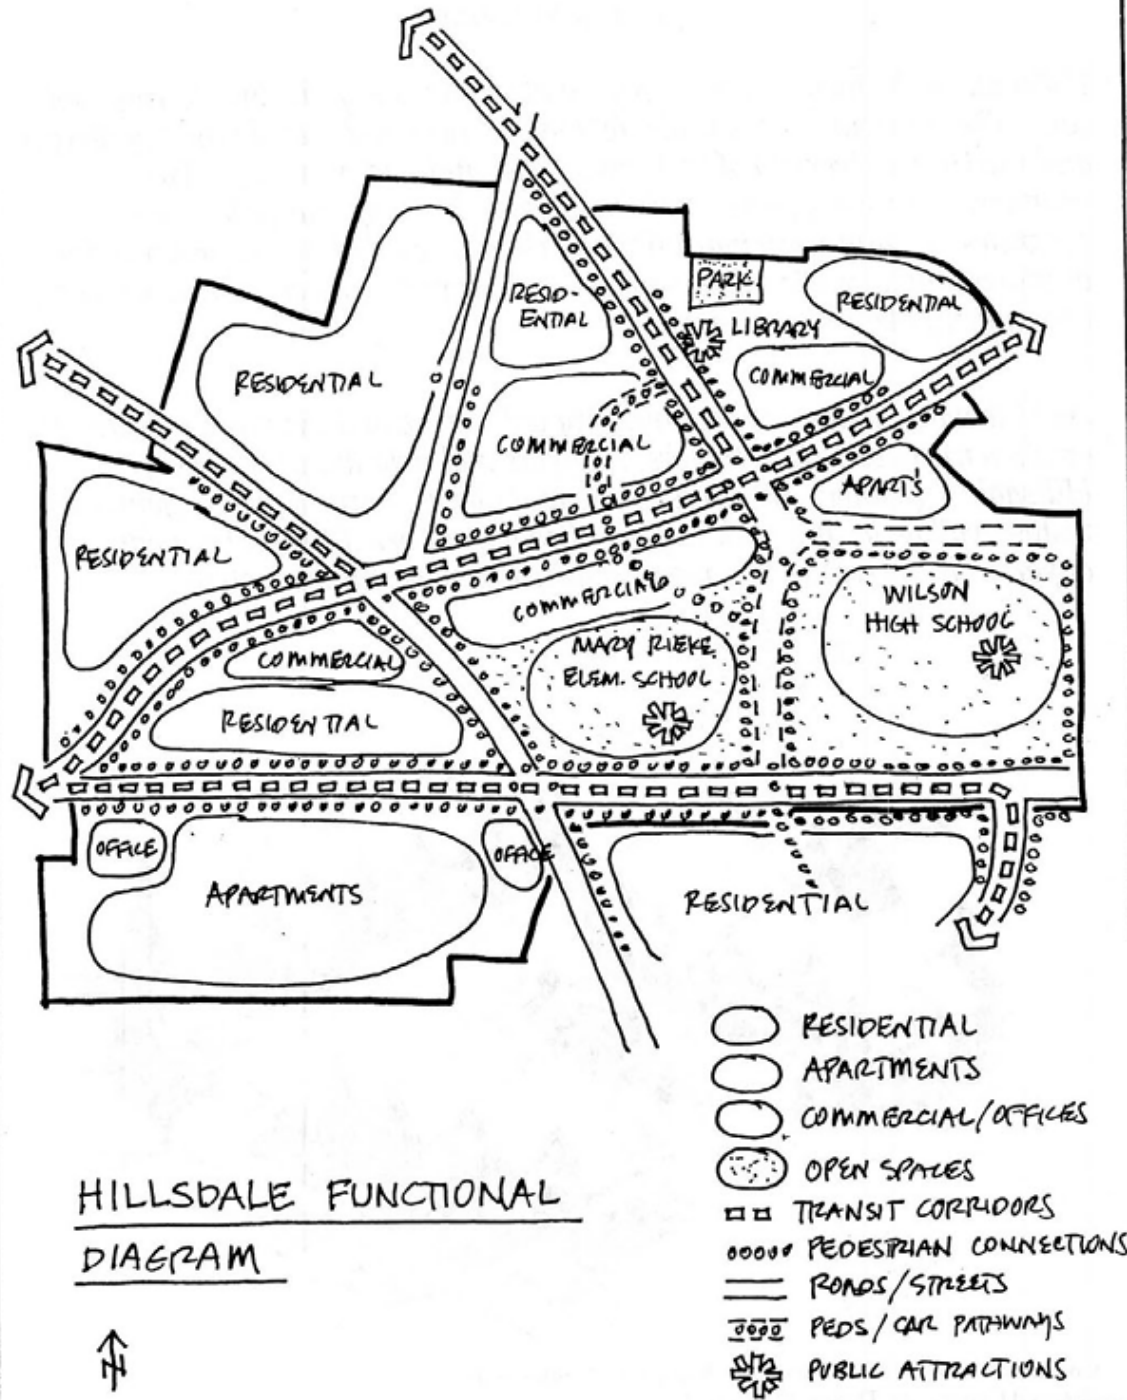 PARK
RESIDENTIAL
RESID-
ENTIAL
LIBRARY
RESIDENTIAL
COMMERCIAL
COMMERCIAL
APART'S
RESIDENTIAL
COMMERCIAL
WILSON
HIGH SCHOOL
MARY RIEKE
ELEM. SCHOOL
COMMERCIAL
RESIDENTIAL
OFFICE
OFFICE
APARTMENTS
RESIDENTIAL
RESIDENTIAL
APARTMENTS
COMMERCIAL/OFFICES
OPEN SPACES
TRANSIT CORRIDORS
PEDESTRIAN CONNECTIONS
ROADS/STREETS
PEDS/CAR PATHWAYS
PUBLIC ATTRACTIONS
HILLSDALE FUNCTIONAL
DIAGRAM
N